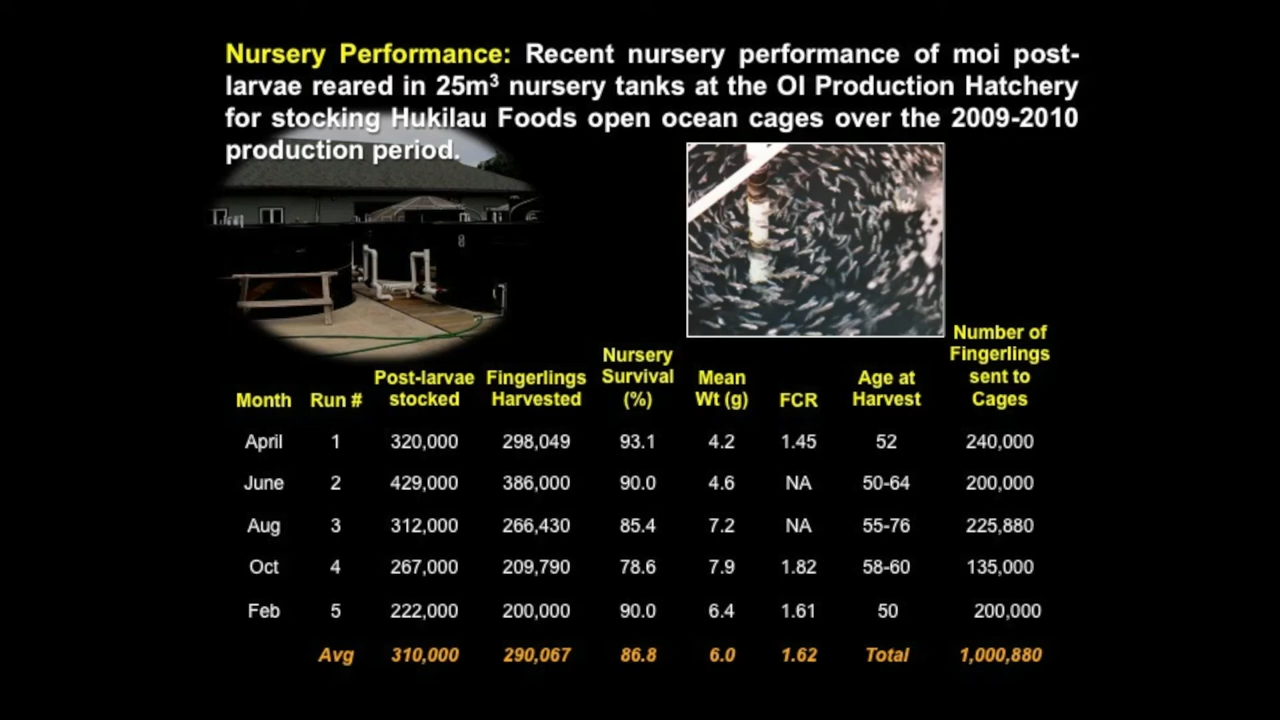 Nursery Performance: Recent nursery performance of moi post-
larvae reared in 25m³ nursery tanks at the OI Production Hatchery
for stocking Hukilau Foods open ocean cages over the 2009-2010
production period.
Month Run # Post-larvae stocked Fingerlings Harvested Nursery Survival (%) Mean Wt (g) FCR Age at Harvest Number of Fingerlings sent to Cages
April 1 320,000 298,049 93.1 4.2 1.45 52 240,000
June 2 429,000 386,000 90.0 4.6 NA 50-64 200,000
Aug 3 312,000 266,430 85.4 7.2 NA 55-76 225,880
Oct 4 267,000 209,790 78.6 7.9 1.82 58-60 135,000
Feb 5 222,000 200,000 90.0 6.4 1.61 50 200,000
Avg 310,000 290,067 86.8 6.0 1.62 Total 1,000,880